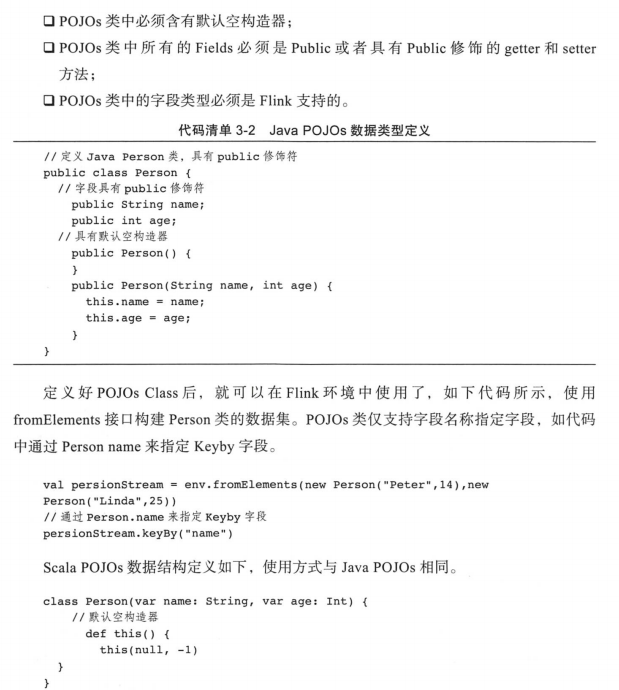 ❑ POJOs 类中必须含有默认空构造器；
❑ POJOs 类中所有的 Fields 必须是 Public 或者具有 Public 修饰的 getter 和 setter
方法；
❑ POJOs 类中的字段类型必须是 Flink 支持的。
代码清单 3-2 Java POJOs 数据类型定义
// 定义 Java Person 类，具有 public 修饰符
public class Person {
// 字段具有 public 修饰符
public String name;
public int age;
// 具有默认空构造器
public Person() {
}
public Person(String name, int age) {
this.name = name;
this.age = age;
}
}
定义好 POJOs Class 后，就可以在 Flink 环境中使用了，如下代码所示，使用
fromElements 接口构建 Person 类的数据集。POJOs 类仅支持字段名称指定字段，如代码
中通过 Person name 来指定 Keyby 字段。
val persionStream = env.fromElements(new Person("Peter",14),new
Person("Linda",25))
// 通过 Person.name 来指定 Keyby 字段
persionStream.keyBy("name")
Scala POJOs 数据结构定义如下，使用方式与 Java POJOs 相同。
class Person(var name: String, var age: Int) {
// 默认空构造器
def this() {
this(null, -1)
}
}